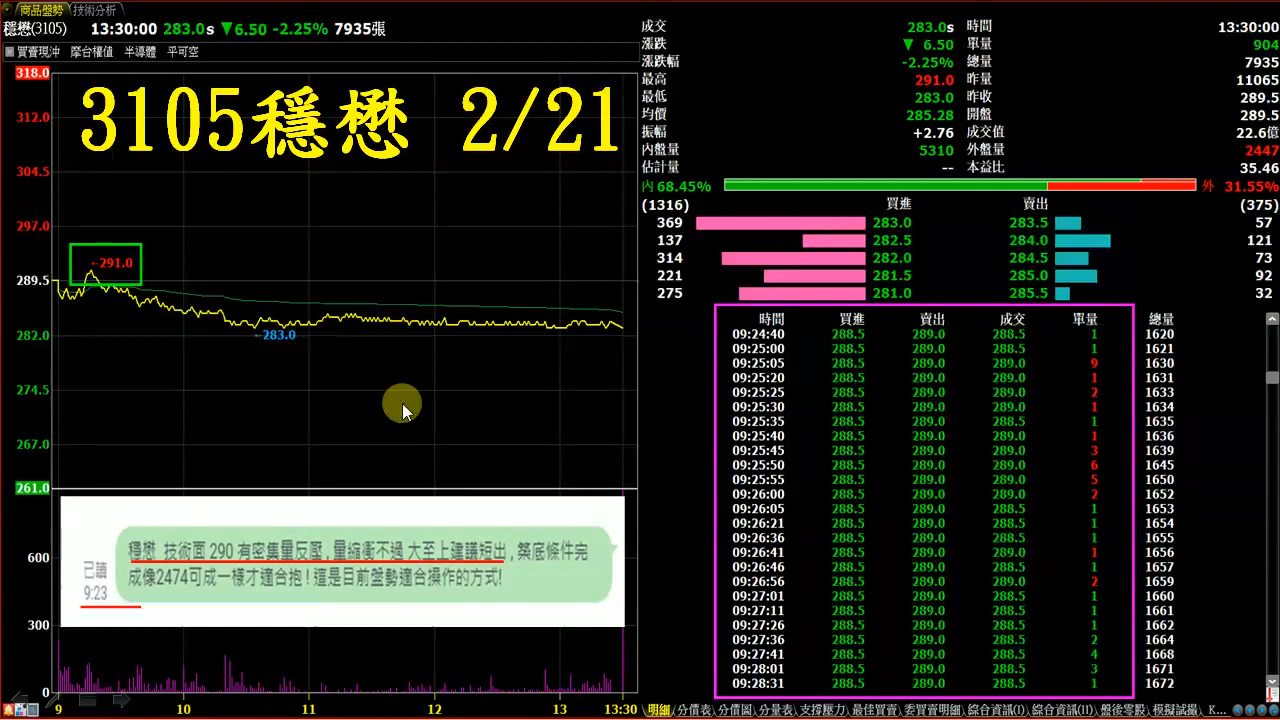 商品盤勢 技術分析
穩懋(3105) 13:30:00 283.0s ▼6.50 -2.25% 7935張
買賣現沖 摩台權值 半導體 平可空
318.0
312.0
304.5
297.0
289.5
282.0
274.5
267.0
261.0
600
300
0
3105穩懋 2/21
←291.0
←283.0
穩懋 技術面 290 有密集量反壓, 量縮衝不過 大至上建議短出, 築底條件完
成像2474可成一樣才適合抱！這是目前盤勢適合操作的方式!
已讀
9:23
9 10 11 12 13 13:30
成交 283.0s 時間 13:30:00
漲跌 ▼ 6.50 單量 904
漲跌幅 -2.25% 總量 7935
最高 291.0 昨量 11065
最低 283.0 昨收 289.5
均價 285.28 開盤 289.5
振幅 +2.76 成交值 22.6億
內盤量 5310 外盤量 2447
估計量 -- 本益比 35.46
內 68.45% 外 31.55%
(1316) 買進 賣出 (375)
369 283.0 283.5 57
137 282.5 284.0 121
314 282.0 284.5 73
221 281.5 285.0 92
275 281.0 285.5 32
時間 買進 賣出 成交 單量 總量
09:24:40 288.5 289.0 288.5 1 1620
09:25:00 288.5 289.0 288.5 1 1621
09:25:05 288.5 289.0 289.0 9 1630
09:25:20 288.5 289.0 289.0 1 1631
09:25:25 288.5 289.0 289.0 2 1633
09:25:30 288.5 289.0 289.0 1 1634
09:25:35 288.5 289.0 288.5 1 1635
09:25:40 288.5 289.0 289.0 1 1636
09:25:45 288.5 289.0 289.0 3 1639
09:25:50 288.5 289.0 289.0 6 1645
09:25:55 288.5 289.0 289.0 5 1650
09:26:00 288.5 289.0 289.0 2 1652
09:26:05 288.5 289.0 288.5 1 1653
09:26:21 288.5 289.0 288.5 1 1654
09:26:36 288.5 289.0 288.5 1 1655
09:26:41 288.5 289.0 289.0 1 1656
09:26:46 288.5 289.0 288.5 1 1657
09:26:56 288.5 289.0 289.0 2 1659
09:27:01 288.5 289.0 288.5 1 1660
09:27:11 288.5 289.0 288.5 1 1661
09:27:26 288.5 289.0 288.5 1 1662
09:27:36 288.5 289.0 288.5 2 1664
09:27:41 288.5 289.0 288.5 4 1668
09:28:01 288.5 289.0 288.5 3 1671
09:28:31 288.5 289.0 288.5 1 1672
明細 分價表 分價圖 分量表 支撐壓力 最佳買賣 委買賣明細 綜合資訊(I) 綜合資訊(II) 盤後零股 模擬試撮 K...